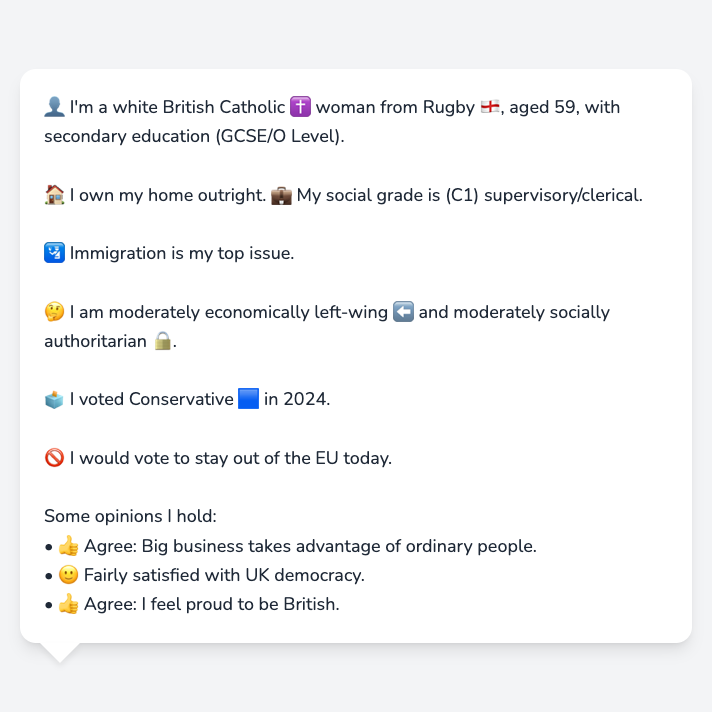 👤 I'm a white British Catholic ✝️ woman from Rugby 🏴󠁧󠁢󠁥󠁮󠁧󠁿, aged 59, with
secondary education (GCSE/O Level).
🏠 I own my home outright. 💼 My social grade is (C1) supervisory/clerical.
🛂 Immigration is my top issue.
🤔 I am moderately economically left-wing ⬅️ and moderately socially
authoritarian 🔒.
🗳️ I voted Conservative 🟦 in 2024.
🚫 I would vote to stay out of the EU today.
Some opinions I hold:
• 👍 Agree: Big business takes advantage of ordinary people.
• 🙂 Fairly satisfied with UK democracy.
• 👍 Agree: I feel proud to be British.